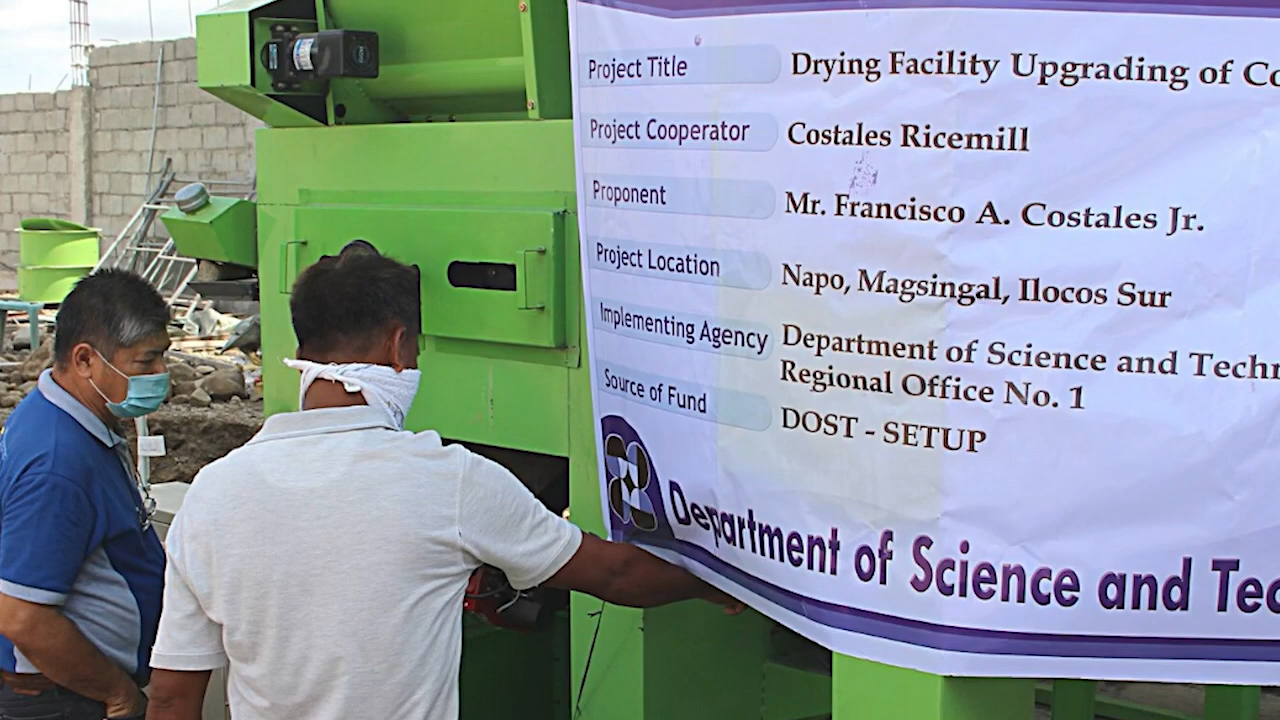 Project Title Drying Facility Upgrading of Co
Project Cooperator Costales Ricemill
Proponent Mr. Francisco A. Costales Jr.
Project Location Napo, Magsingal, Ilocos Sur
Implementing Agency Department of Science and Techn
Regional Office No. 1
Source of Fund DOST - SETUP
Department of Science and Tec